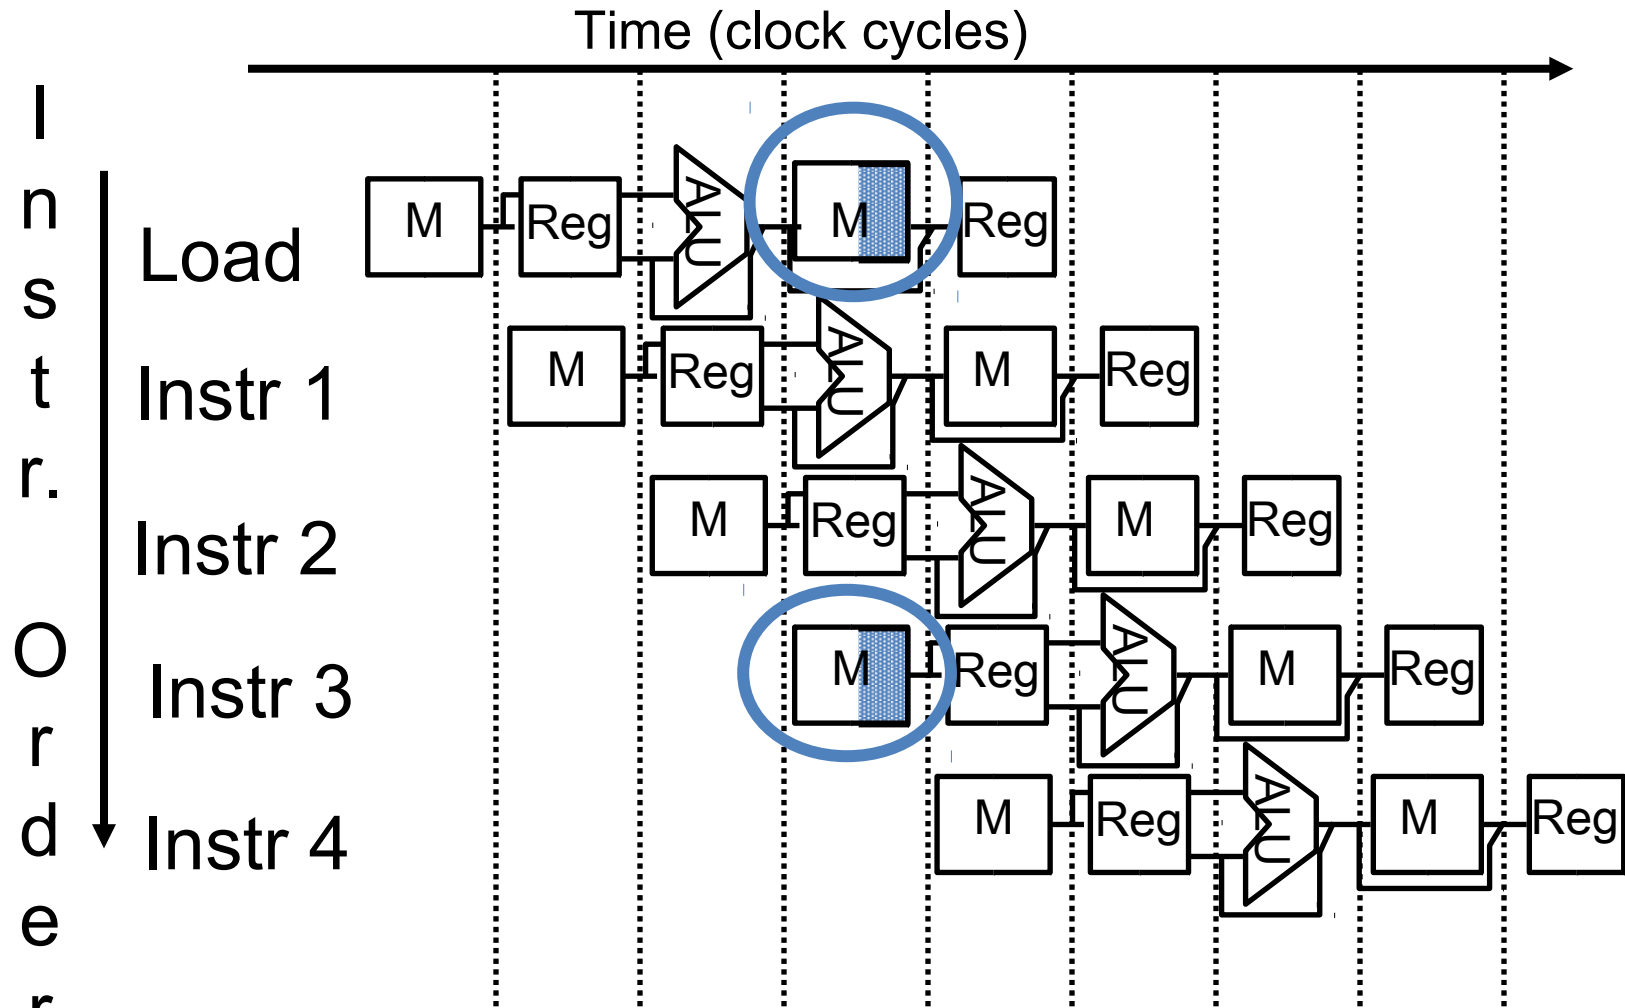 Time (clock cycles)
I
n
s
t
r.
O
r
d
e
r
Load
M Reg ALU M Reg
Instr 1
M Reg ALU M Reg
Instr 2
M Reg ALU M Reg
Instr 3
M Reg ALU M Reg
Instr 4
M Reg ALU M Reg